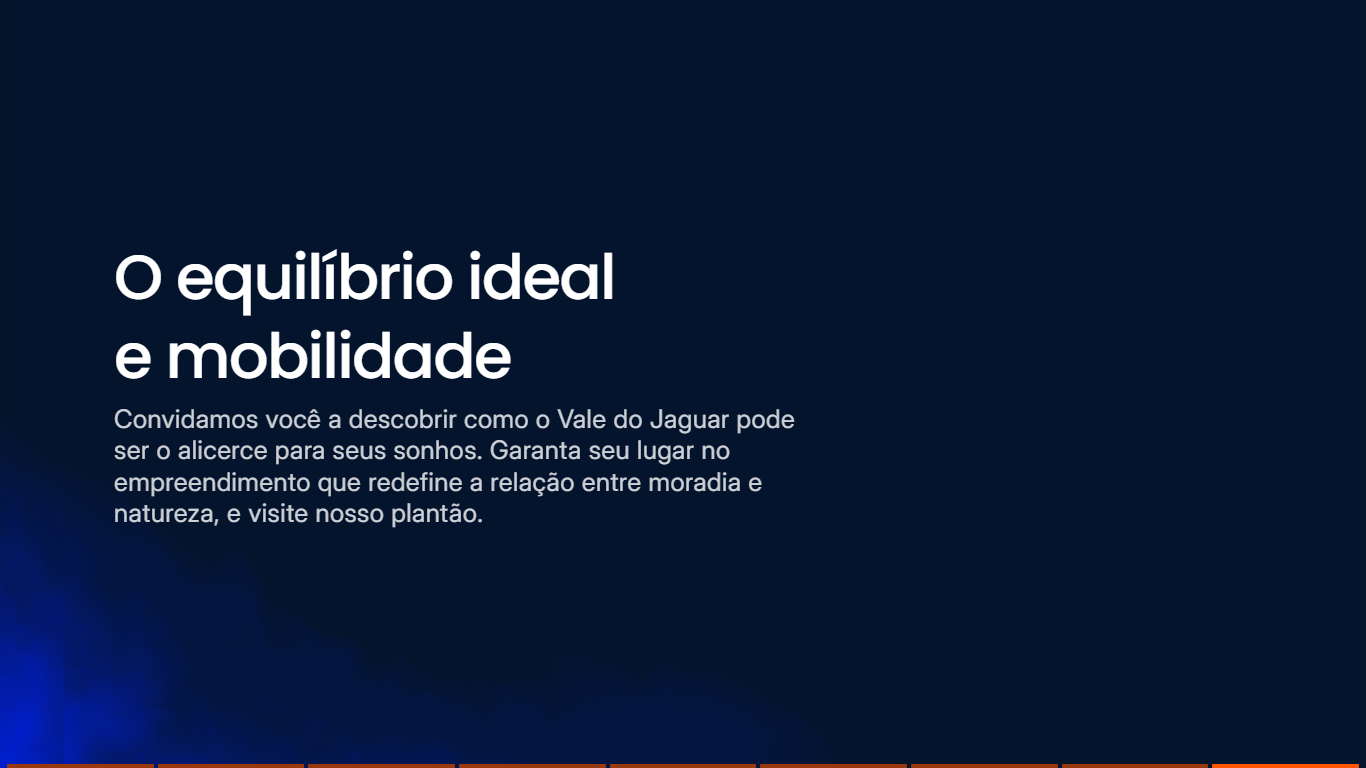 O equilíbrio ideal
e mobilidade
Convidamos você a descobrir como o Vale do Jaguar pode
ser o alicerce para seus sonhos. Garanta seu lugar no
empreendimento que redefine a relação entre moradia e
natureza, e visite nosso plantão.